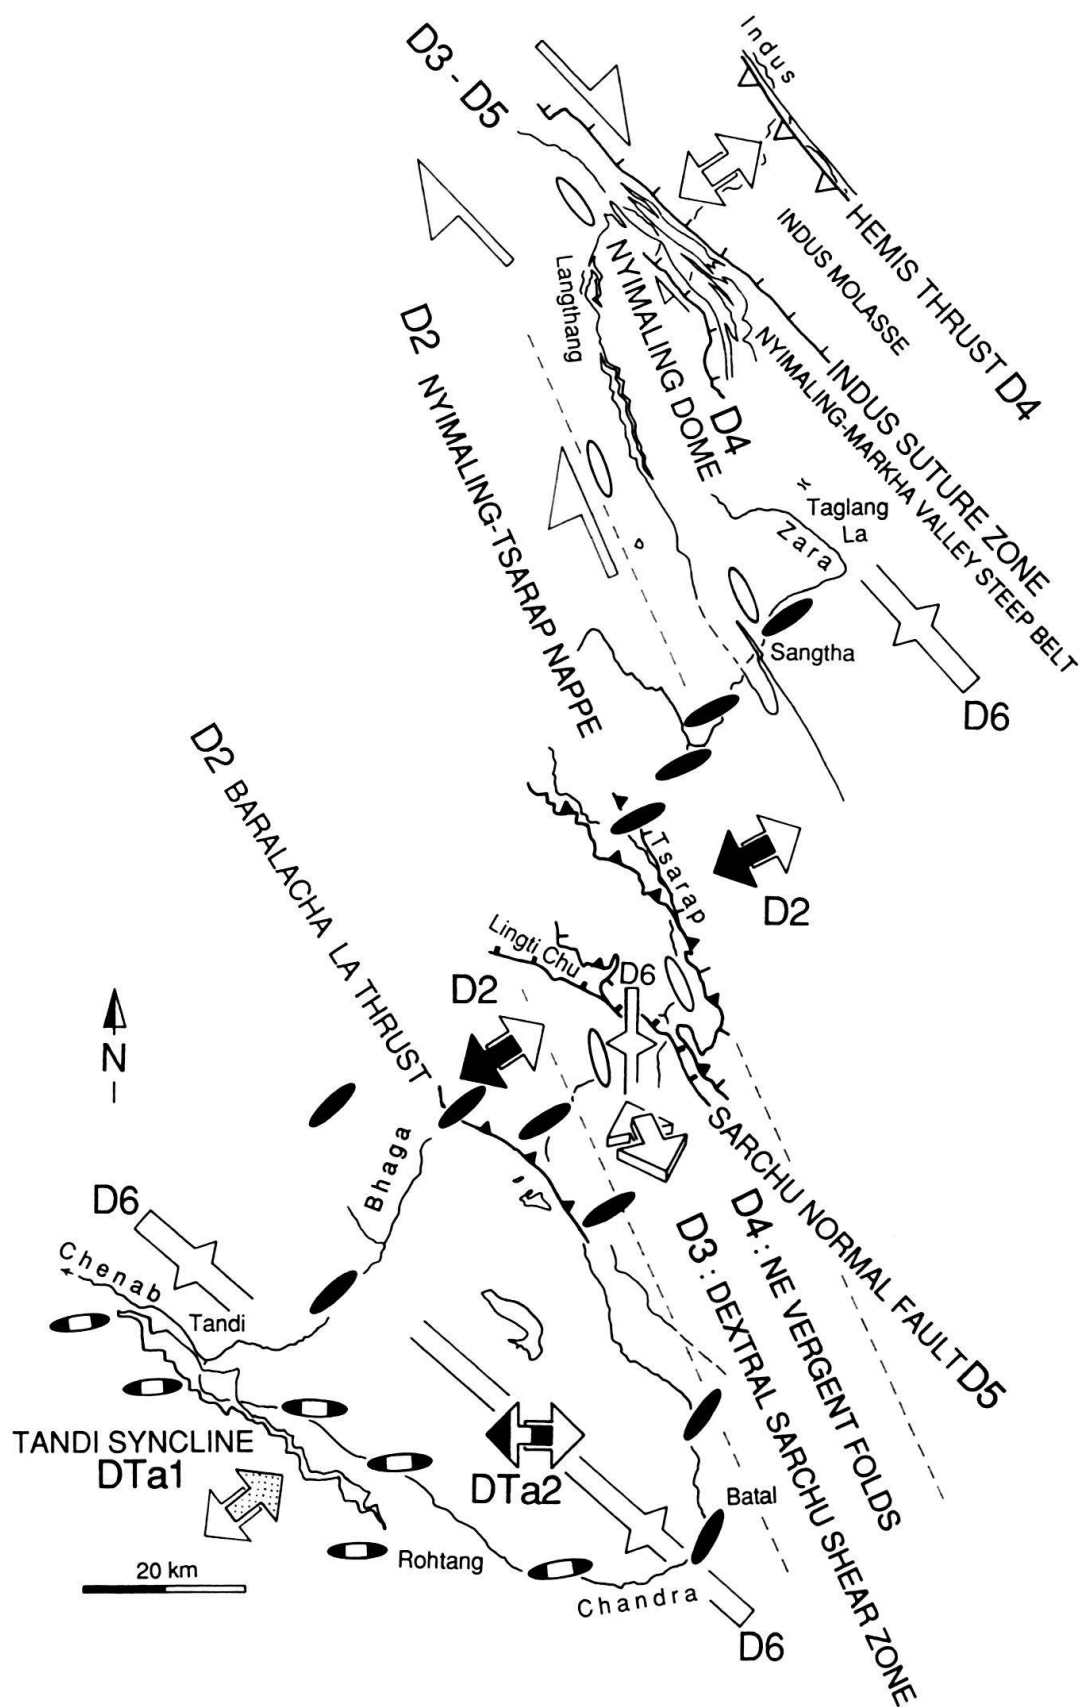 Indus
D3 - D5
HEMIS THRUST D4
INDUS MOLASSE
NYIMALING DOME
Langthang
D4
INDUS SUTURE ZONE
NYIMALING-MARKHA VALLEY STEEP BELT
D2 NYIMALING-TSARAP NAPPE
Taglang
La
Zara
Sangtha
D6
D2 BARALACHA LA THRUST
Tsarap
D2
Lingti Chu
D6
D2
N
SARCHU NORMAL FAULT D5
D4 : NE VERGENT FOLDS
D3 : DEXTRAL SARCHU SHEAR ZONE
Bhaga
D6
Chenab
Tandi
TANDI SYNCLINE
DTa1
DTa2
Batal
Rohtang
20 km
Chandra
D6